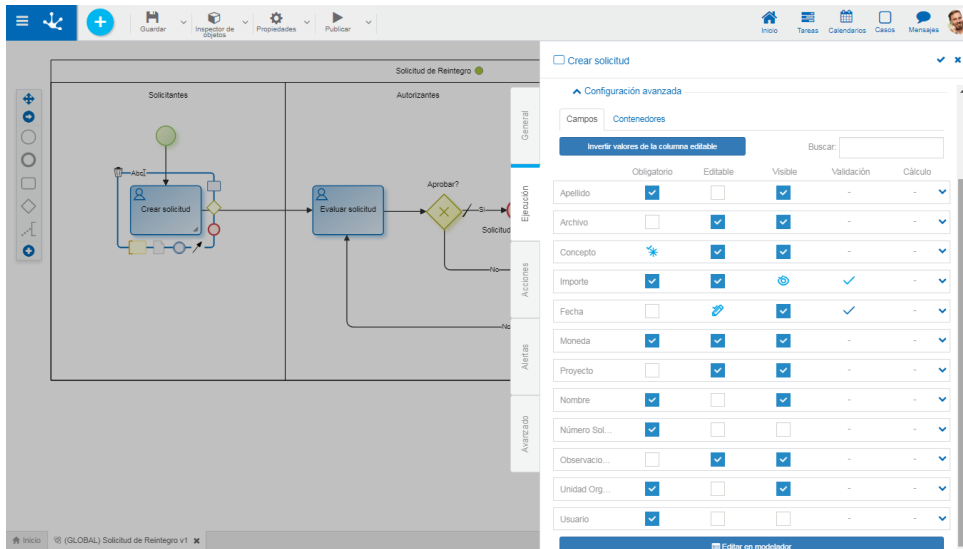 Guardar
Inspector de objetos
Propiedades
Publicar
Inicio
Tareas
Calendarios
Casos
Mensajes
Solicitud de Reintegro
Solicitantes
Autorizantes
Abc
Crear solicitud
Evaluar solicitud
Aprobar?
Si
Solicitud
No
No
General
Ejecución
Acciones
Alertas
Avanzado
Crear solicitud
Configuración avanzada
Campos
Contenedores
Invertir valores de la columna editable
Buscar:
Obligatorio Editable Visible Validación Cálculo
Apellido - -
Archivo - -
Concepto - -
Importe -
Fecha -
Moneda - -
Proyecto - -
Nombre - -
Número Sol... - -
Observacio... - -
Unidad Org... - -
Usuario - -
Editar en modelador
Inicio
(GLOBAL) Solicitud de Reintegro v1